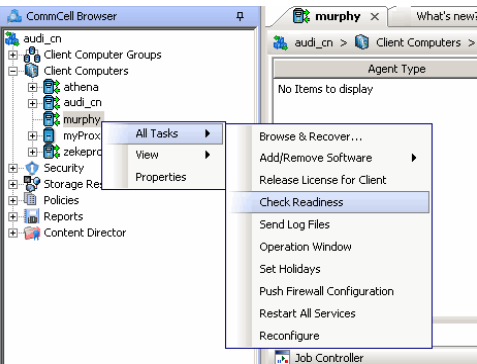 CommCell Browser
murphy
What's new?
audi_cn
audi_cn > Client Computers >
Client Computer Groups
Client Computers
Agent Type
athena
No Items to display
audi_cn
murphy
myProx
All Tasks
Browse & Recover...
zekepro
View
Add/Remove Software
Security
Properties
Release License for Client
Storage Res
Check Readiness
Policies
Send Log Files
Reports
Operation Window
Content Director
Set Holidays
Push Firewall Configuration
Restart All Services
Reconfigure
Job Controller